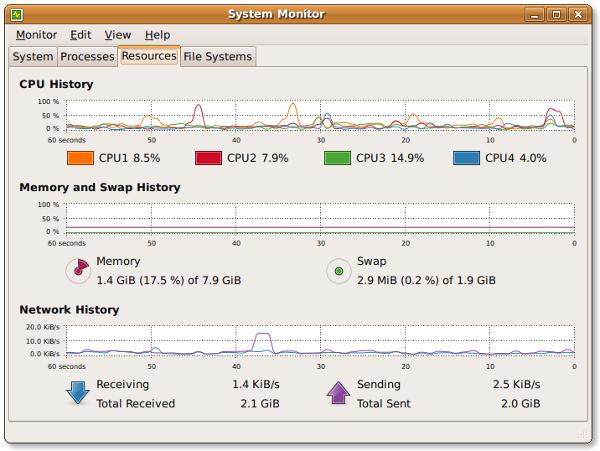 System Monitor
Monitor Edit View Help
System Processes Resources File Systems
CPU History
100 %
50 %
0 %
60 seconds 50 40 30 20 10 0
CPU1 8.5% CPU2 7.9% CPU3 14.9% CPU4 4.0%
Memory and Swap History
100 %
50 %
0 %
60 seconds 50 40 30 20 10 0
Memory Swap
1.4 GiB (17.5 %) of 7.9 GiB 2.9 MiB (0.2 %) of 1.9 GiB
Network History
20.0 KiB/s
10.0 KiB/s
0.0 KiB/s
60 seconds 50 40 30 20 10 0
Receiving 1.4 KiB/s Sending 2.5 KiB/s
Total Received 2.1 GiB Total Sent 2.0 GiB